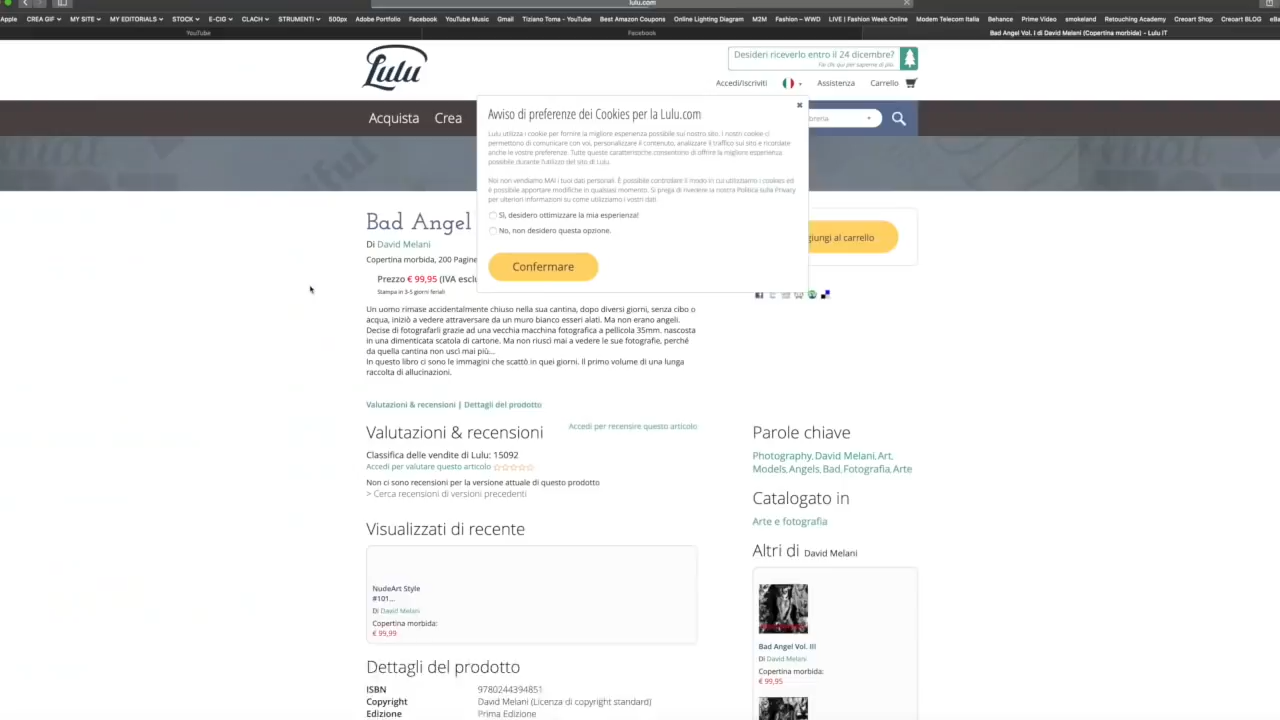 lulu.com
Apple CREA GIF MY SITE MY EDITORIALS STOCK E-CIG CLACH STRUMENTI 500px Adobe Portfolio Facebook YouTube Music Gmail Tiziano Toma - YouTube Best Amazon Coupons Online Lighting Diagram M2M Fashion – WWD LIVE | Fashion Week Online Modem Telecom Italia Behance Prime Video smokeland Retouching Academy Creoart Shop Creoart BLOG
YouTube Facebook Bad Angel Vol. I di David Melani (Copertina morbida) - Lulu IT
Lulu
Desideri riceverlo entro il 24 dicembre?
Fai clic qui per saperne di più.
Accedi/Iscriviti Assistenza Carrello
Acquista Crea
Avviso di preferenze dei Cookies per la Lulu.com
Lulu utilizza i cookie per fornire la migliore esperienza possibile sul nostro sito. I nostri cookie ci
permettono di comunicare con voi, personalizzare il contenuto, analizzare il traffico sul sito e ricordate
anche le vostre preferenze. Tutte queste caratteristiche consentono di offrire la migliore esperienza
possibile durante l'utilizzo del sito di Lulu.
Noi non vendiamo MAI i tuoi dati personali. È possibile controllare il modo in cui utilizziamo i cookies ed
è possibile apportare modifiche in qualsiasi momento. Si prega di rivedere la nostra Politica sulla Privacy
per ulteriori informazioni su come utilizziamo i vostri dati
Sì, desidero ottimizzare la mia esperienza!
No, non desidero questa opzione.
Confermare
Bad Angel
Di David Melani
Copertina morbida, 200 Pagine
Prezzo € 99,95 (IVA esclu
Stampa in 3-5 giorni feriali
giungi al carrello
Un uomo rimase accidentalmente chiuso nella sua cantina, dopo diversi giorni, senza cibo o
acqua, iniziò a vedere attraversare da un muro bianco esseri alati. Ma non erano angeli.
Decise di fotografarli grazie ad una vecchia macchina fotografica a pellicola 35mm. nascosta
in una dimenticata scatola di cartone. Ma non riuscì mai a vedere le sue fotografie, perché
da quella cantina non uscì mai più...
In questo libro ci sono le immagini che scattò in quei giorni. il primo volume di una lunga
raccolta di allucinazioni.
Valutazioni & recensioni | Dettagli del prodotto
Valutazioni & recensioni
Accedi per recensire questo articolo
Classifica delle vendite di Lulu: 15092
Accedi per valutare questo articolo
Non ci sono recensioni per la versione attuale di questo prodotto
> Cerca recensioni di versioni precedenti
Visualizzati di recente
NudeArt Style
#101...
Di David Melani
Copertina morbida:
€ 99,99
Dettagli del prodotto
ISBN 9780244394851
Copyright David Melani (Licenza di copyright standard)
Edizione Prima Edizione
Parole chiave
Photography, David Melani, Art,
Models, Angels, Bad, Fotografia, Arte
Catalogato in
Arte e fotografia
Altri di David Melani
Bad Angel Vol. III
Di David Melani
Copertina morbida:
€ 99,95